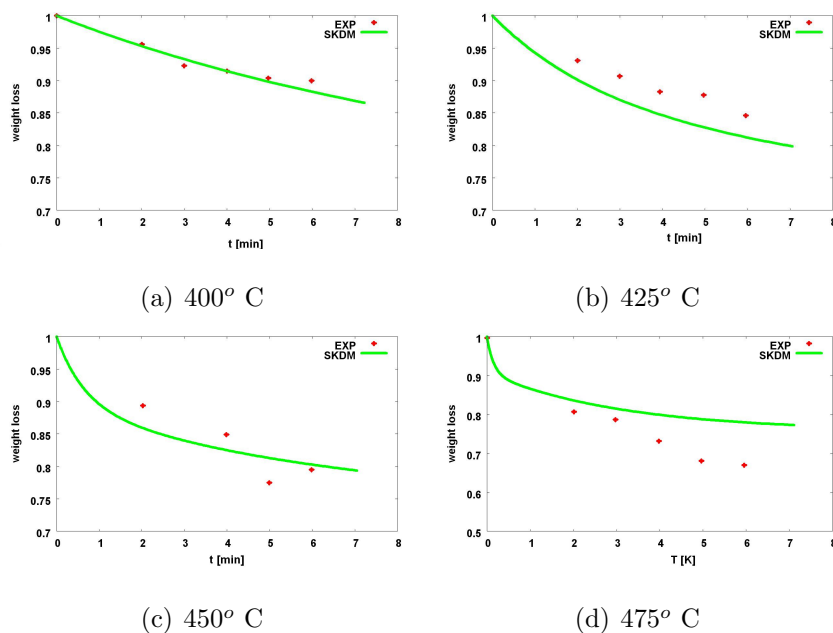 EXP
SKDM
1
0.95
0.9
0.85
0.8
0.75
0.7
0 1 2 3 4 5 6 7 8
weight loss
t [min]
(a) 400° C
EXP
SKDM
1
0.95
0.9
0.85
0.8
0.75
0.7
0 1 2 3 4 5 6 7 8
weight loss
t [min]
(b) 425° C
EXP
SKDM
1
0.95
0.9
0.85
0.8
0.75
0.7
0 1 2 3 4 5 6 7 8
weight loss
t [min]
(c) 450° C
EXP
SKDM
1
0.9
0.8
0.7
0.6
0.5
0 1 2 3 4 5 6 7 8
weight loss
T [K]
(d) 475° C